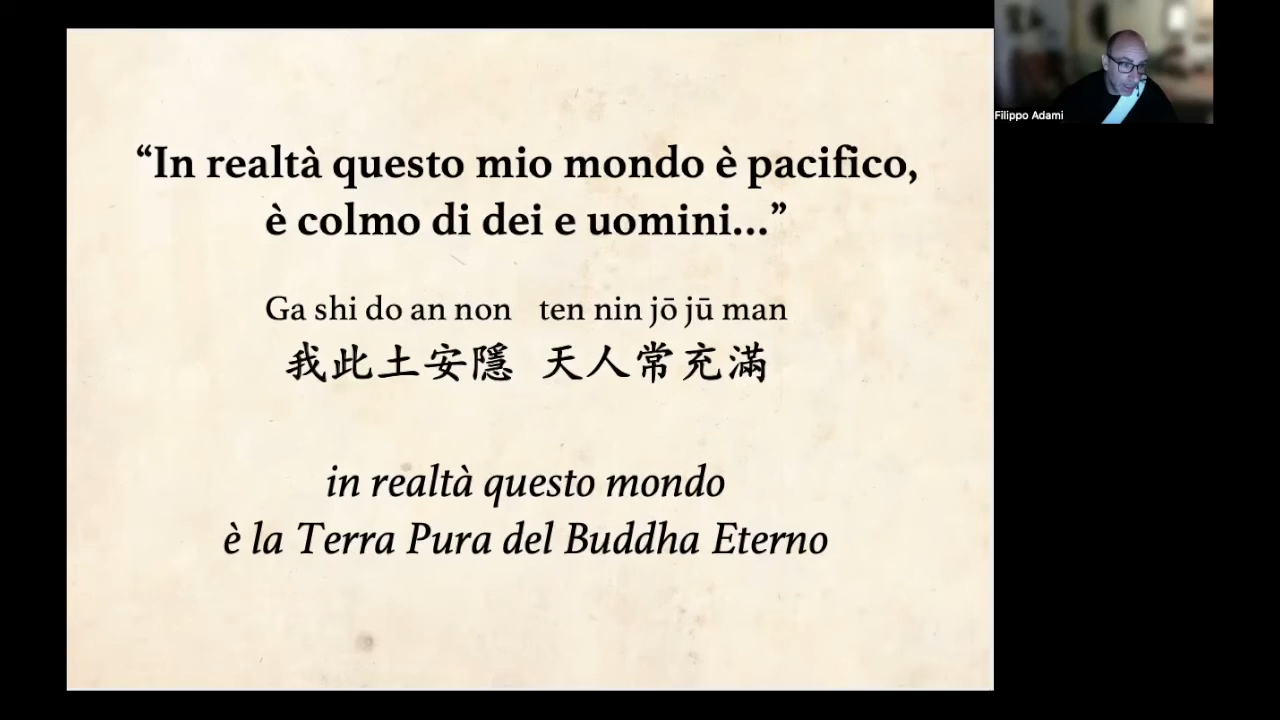 “In realtà questo mio mondo è pacifico,
è colmo di dei e uomini...”
Ga shi do an non ten nin jō jū man
我此土安隱 天人常充滿
in realtà questo mondo
è la Terra Pura del Buddha Eterno
Filippo Adami